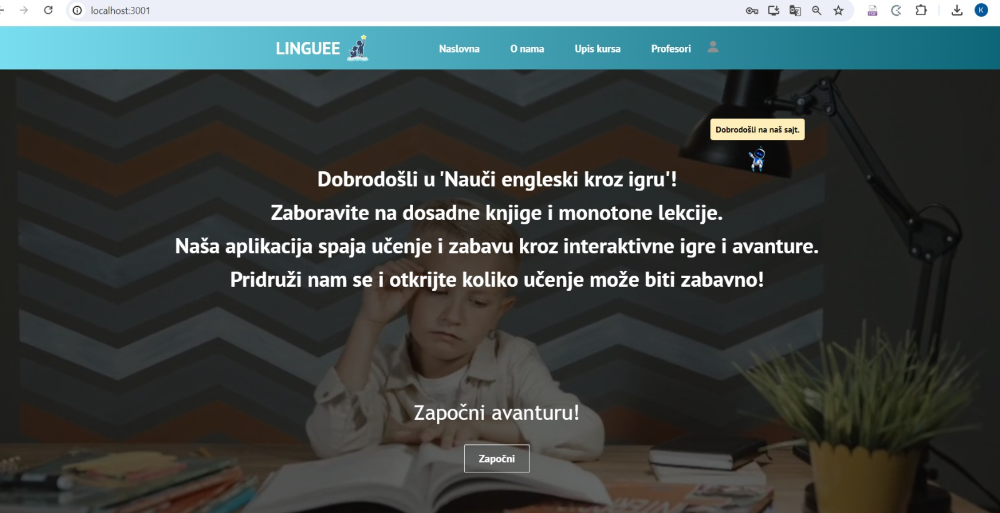 localhost:3001
LINGUEE
Naslovna
O nama
Upis kursa
Profesori
K
Dobrodošli na naš sajt.
Dobrodošli u 'Nauči engleski kroz igru'!
Zaboravite na dosadne knjige i monotone lekcije.
Naša aplikacija spaja učenje i zabavu kroz interaktivne igre i avanture.
Pridruži nam se i otkrijte koliko učenje može biti zabavno!
Započni avanturu!
Započni